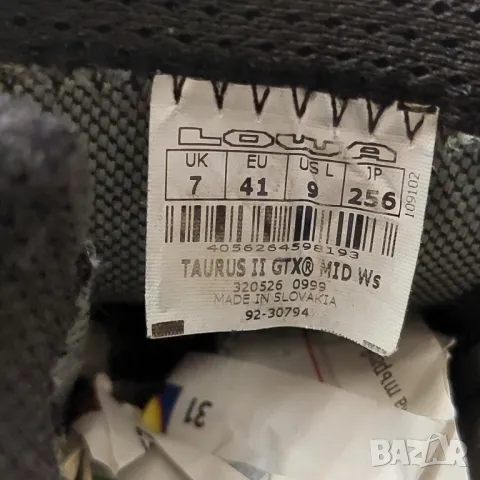 LOWA
UK EU US L JP
7 41 9 256
109102
4056264598193
TAURUS II GTX® MID Ws
320526 0999
MADE IN SLOVAKIA
92-30794
31
BAZAR